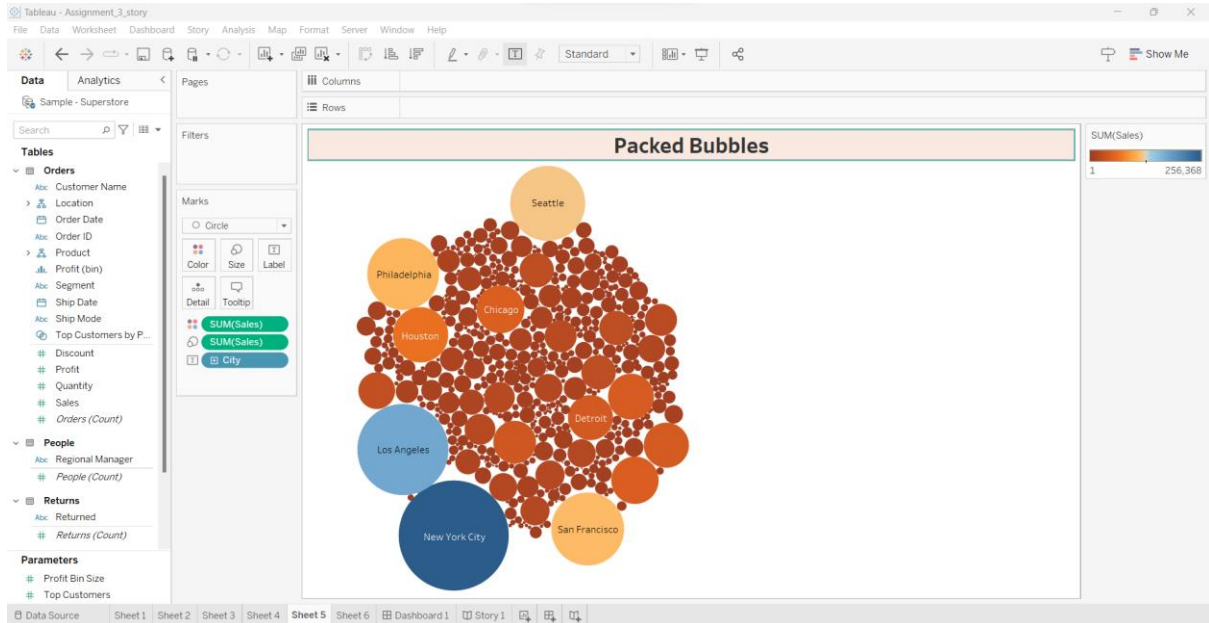 Tableau - Assignment_3_story
File Data Worksheet Dashboard Story Analysis Map Format Server Window Help
Standard
Show Me
Data Analytics
Sample - Superstore
Search
Tables
Orders
Abc Customer Name
Location
Order Date
Abc Order ID
Product
Profit (bin)
Abc Segment
Ship Date
Abc Ship Mode
Top Customers by P...
# Discount
# Profit
# Quantity
# Sales
# Orders (Count)
People
Abc Regional Manager
# People (Count)
Returns
Abc Returned
# Returns (Count)
Parameters
# Profit Bin Size
# Top Customers
Pages
Filters
Marks
Circle
Color Size Label
Detail Tooltip
SUM(Sales)
SUM(Sales)
City
Columns
Rows
Packed Bubbles
Seattle
Philadelphia
Chicago
Houston
Detroit
Los Angeles
San Francisco
New York City
SUM(Sales)
1 256,368
Data Source Sheet 1 Sheet 2 Sheet 3 Sheet 4 Sheet 5 Sheet 6 Dashboard 1 Story 1